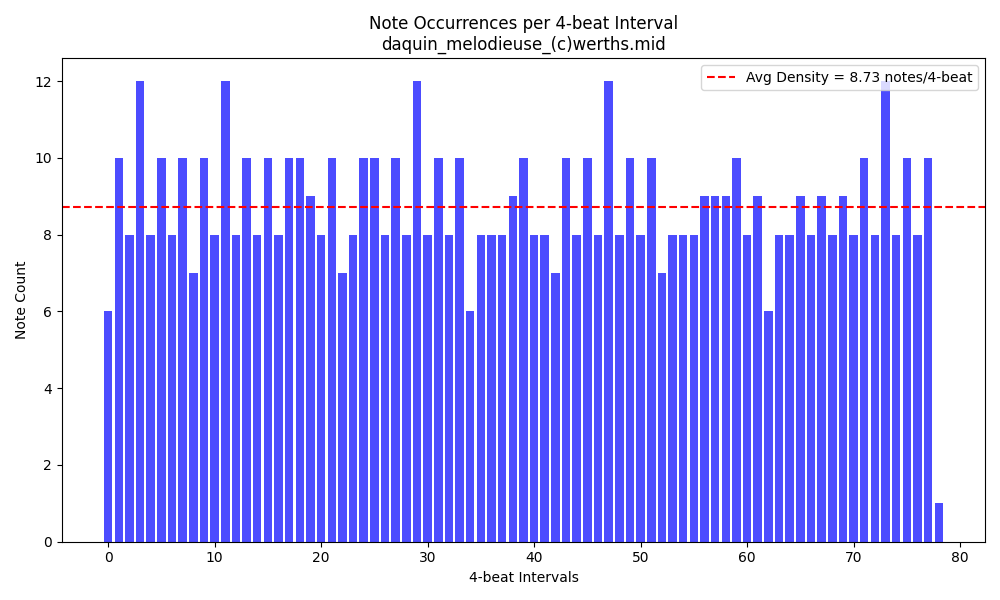 Note Occurrences per 4-beat Interval
daquin_melodieuse_(c)werths.mid
Avg Density = 8.73 notes/4-beat
Note Count
12
10
8
6
4
2
0
0 10 20 30 40 50 60 70 80
4-beat Intervals